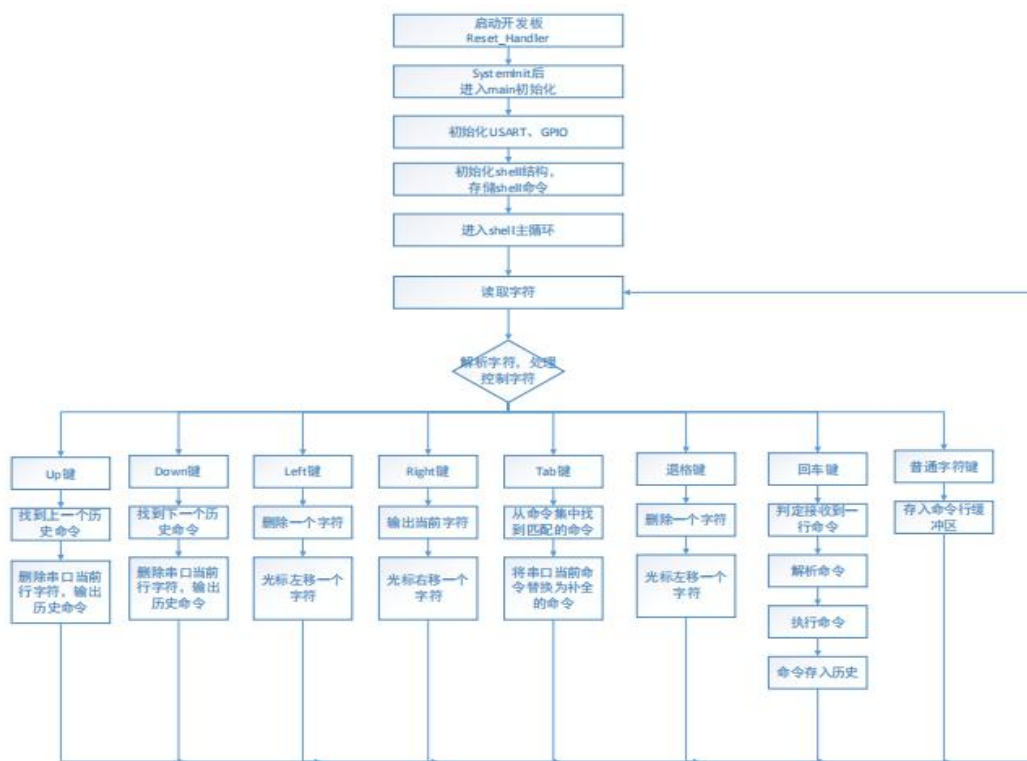 启动开发板
Reset_Handler
SystemInit后
进入main初始化
初始化USART、GPIO
初始化shell结构，
存储shell命令
进入shell主循环
读取字符
解析字符，处理
控制字符
Up键
找到上一个历
史命令
删除串口当前
行字符，输出
历史命令
Down键
找到下一个历
史命令
删除串口当前
行字符，输出
历史命令
Left键
删除一个字符
光标左移一个
字符
Right键
输出当前字符
光标右移一个
字符
Tab键
从命令集中找
到匹配的命令
将串口当前命
令替换为补全
的命令
退格键
删除一个字符
光标左移一个
字符
回车键
判定接收到一
行命令
解析命令
执行命令
命令存入历史
普通字符键
存入命令行缓
冲区